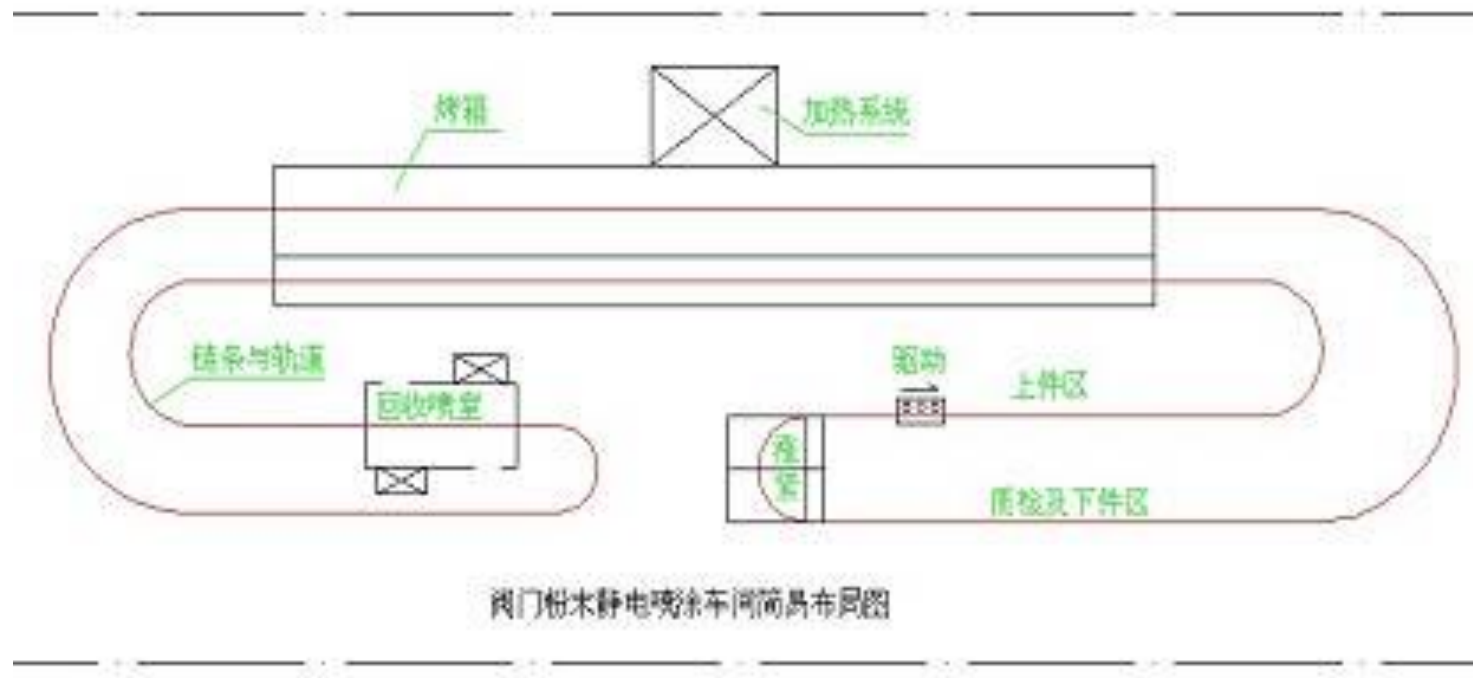 烤箱
加热系统
链条与轨道
回收喷室
驱动
上件区
涨紧
质检及下件区
阀门粉末静电喷涂车间简易布局图